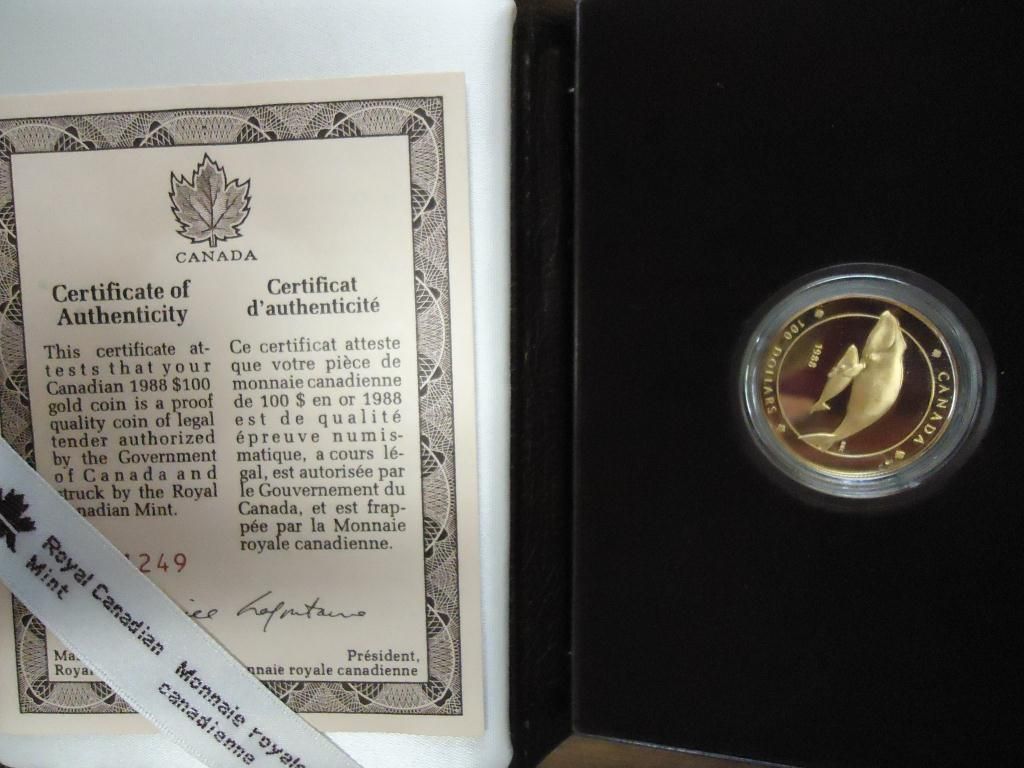 CANADA
Certificate of
Authenticity
This certificate at-
tests that your
Canadian 1988 $100
gold coin is a proof
quality coin of legal
tender authorized
by the Government
of Canada and
struck by the Royal
nadian Mint.
Certificat
d'authenticité
Ce certificat atteste
que votre pièce de
monnaie canadienne
de 100 $ en or 1988
est de qualité
épreuve numis-
matique, a cours lé-
gal, est autorisée par
le Gouvernement du
Canada, et est frap-
pée par la Monnaie
royale canadienne.
249
Lafontaine
Président,
Royal
nnaie royale canadienne
Royal Canadian
Mint
Monnaie royale
canadienne
100 DOLLARS
CANADA
1988